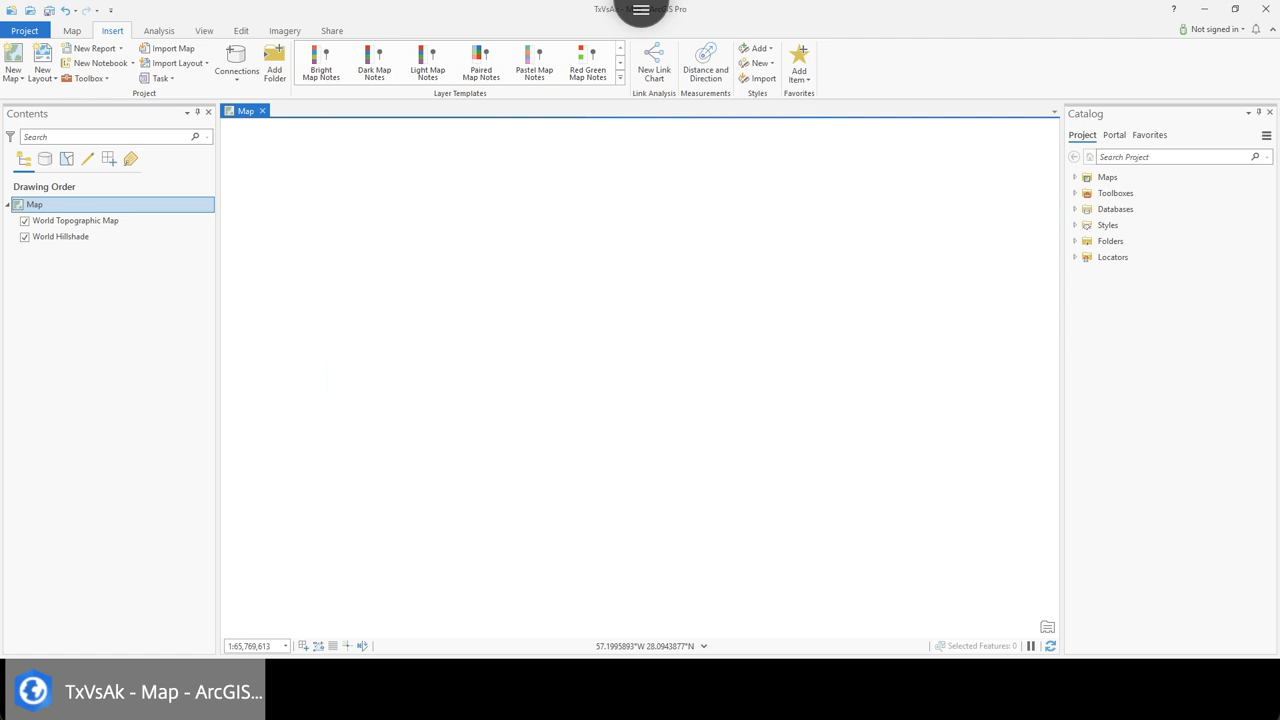 TxVsAk - M
GIS Pro
?
Not signed in
Project
Map
Insert
Analysis
View
Edit
Imagery
Share
New Map
New Layout
New Report
New Notebook
Toolbox
Import Map
Import Layout
Task
Connections
Add Folder
Project
Bright Map Notes
Dark Map Notes
Light Map Notes
Paired Map Notes
Pastel Map Notes
Red Green Map Notes
Layer Templates
New Link Chart
Link Analysis
Distance and Direction
Measurements
Add
New
Import
Styles
Add Item
Favorites
Contents
Search
Drawing Order
Map
World Topographic Map
World Hillshade
Map
1:65,769,613
57.1995893°W 28.0943877°N
Selected Features: 0
Catalog
Project
Portal
Favorites
Search Project
Maps
Toolboxes
Databases
Styles
Folders
Locators
TxVsAk - Map - ArcGIS...